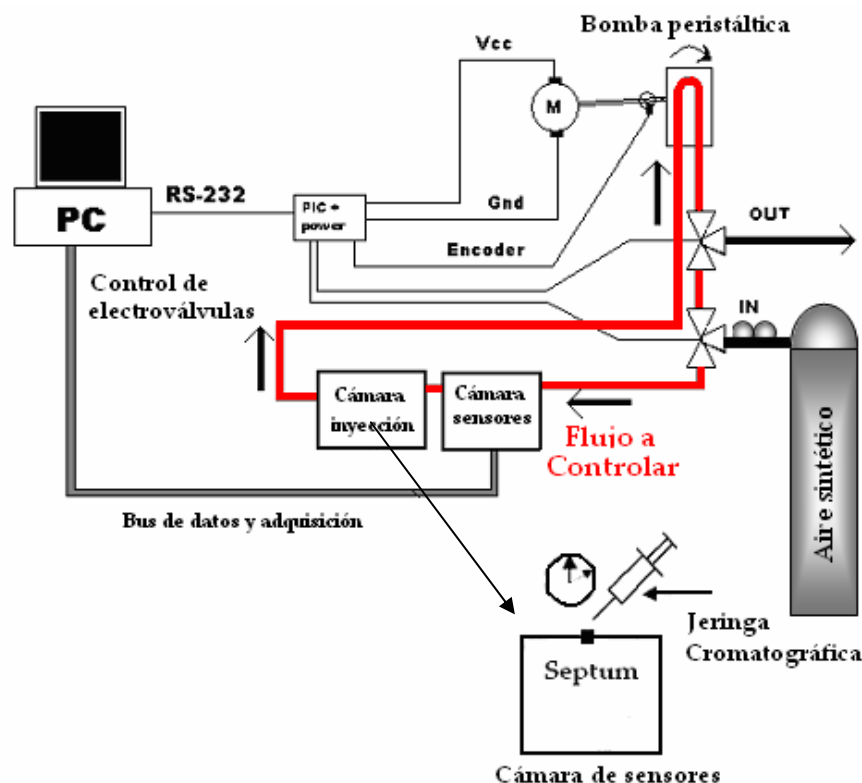 Bomba peristáltica
Vcc
M
RS-232
PC
PIC +
power
Gnd
OUT
Encoder
Control de
electroválvulas
IN
Cámara
inyección
Cámara
sensores
Flujo a
Controlar
Aire sintético
Bus de datos y adquisición
Jeringa
Cromatográfica
Septum
Cámara de sensores